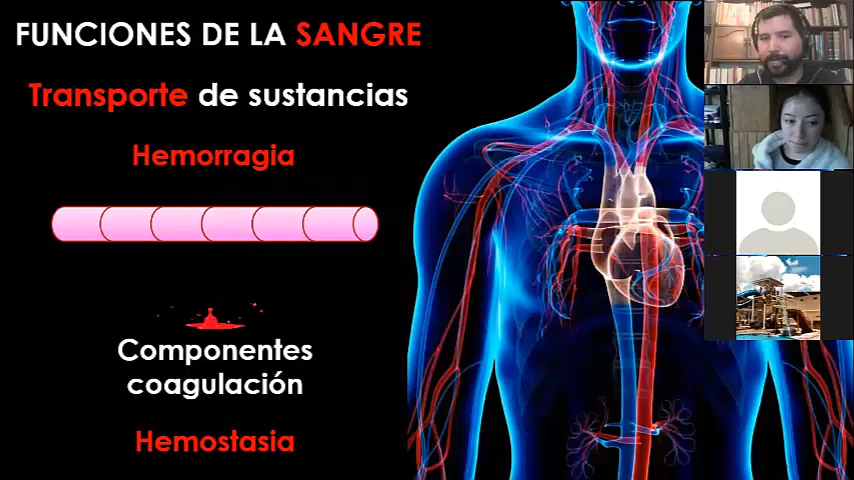 FUNCIONES DE LA SANGRE
Transporte de sustancias
Hemorragia
Componentes
coagulación
Hemostasia